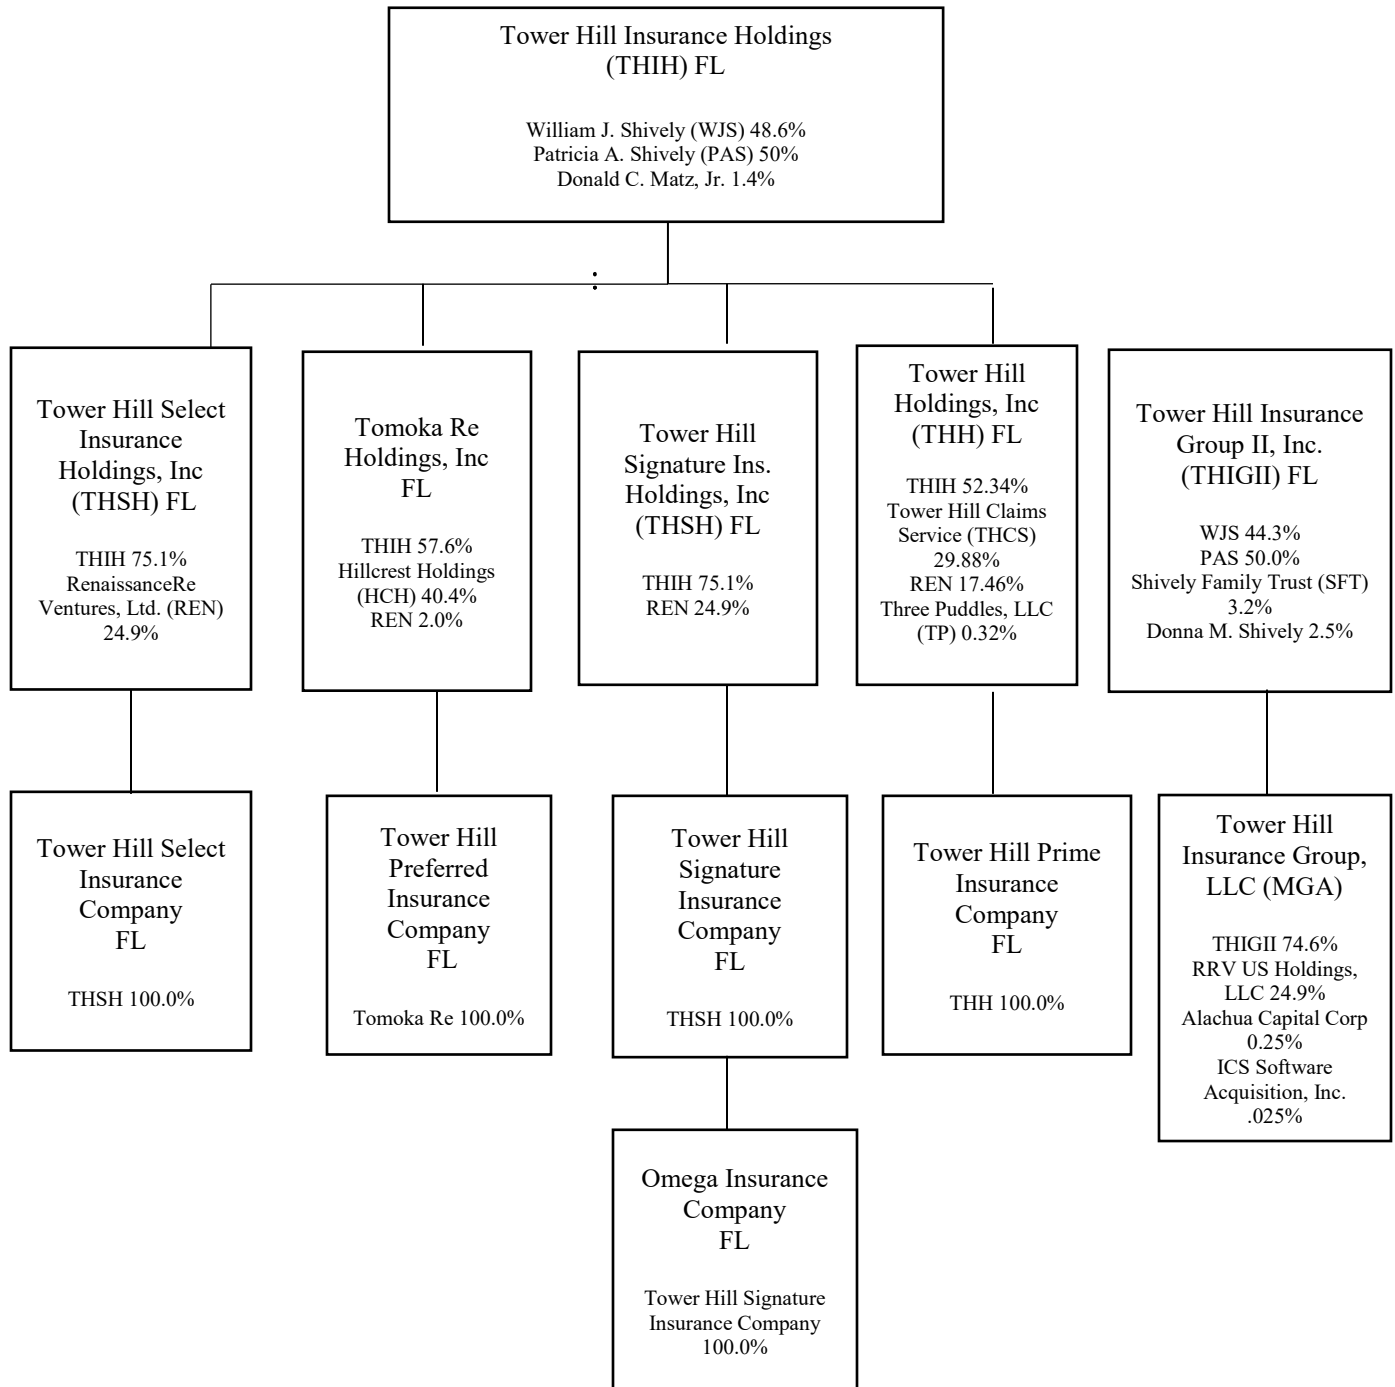 Tower Hill Insurance Holdings
(THIH) FL
William J. Shively (WJS) 48.6%
Patricia A. Shively (PAS) 50%
Donald C. Matz, Jr. 1.4%
:
Tower Hill Select
Insurance
Holdings, Inc
(THSH) FL
THIH 75.1%
RenaissanceRe
Ventures, Ltd. (REN)
24.9%
Tomoka Re
Holdings, Inc
FL
THIH 57.6%
Hillcrest Holdings
(HCH) 40.4%
REN 2.0%
Tower Hill
Signature Ins.
Holdings, Inc
(THSH) FL
THIH 75.1%
REN 24.9%
Tower Hill
Holdings, Inc
(THH) FL
THIH 52.34%
Tower Hill Claims
Service (THCS)
29.88%
REN 17.46%
Three Puddles, LLC
(TP) 0.32%
Tower Hill Insurance
Group II, Inc.
(THIGII) FL
WJS 44.3%
PAS 50.0%
Shively Family Trust (SFT)
3.2%
Donna M. Shively 2.5%
Tower Hill Select
Insurance
Company
FL
THSH 100.0%
Tower Hill
Preferred
Insurance
Company
FL
Tomoka Re 100.0%
Tower Hill
Signature
Insurance
Company
FL
THSH 100.0%
Tower Hill Prime
Insurance
Company
FL
THH 100.0%
Tower Hill
Insurance Group,
LLC (MGA)
THIGII 74.6%
RRV US Holdings,
LLC 24.9%
Alachua Capital Corp
0.25%
ICS Software
Acquisition, Inc.
.025%
Omega Insurance
Company
FL
Tower Hill Signature
Insurance Company
100.0%